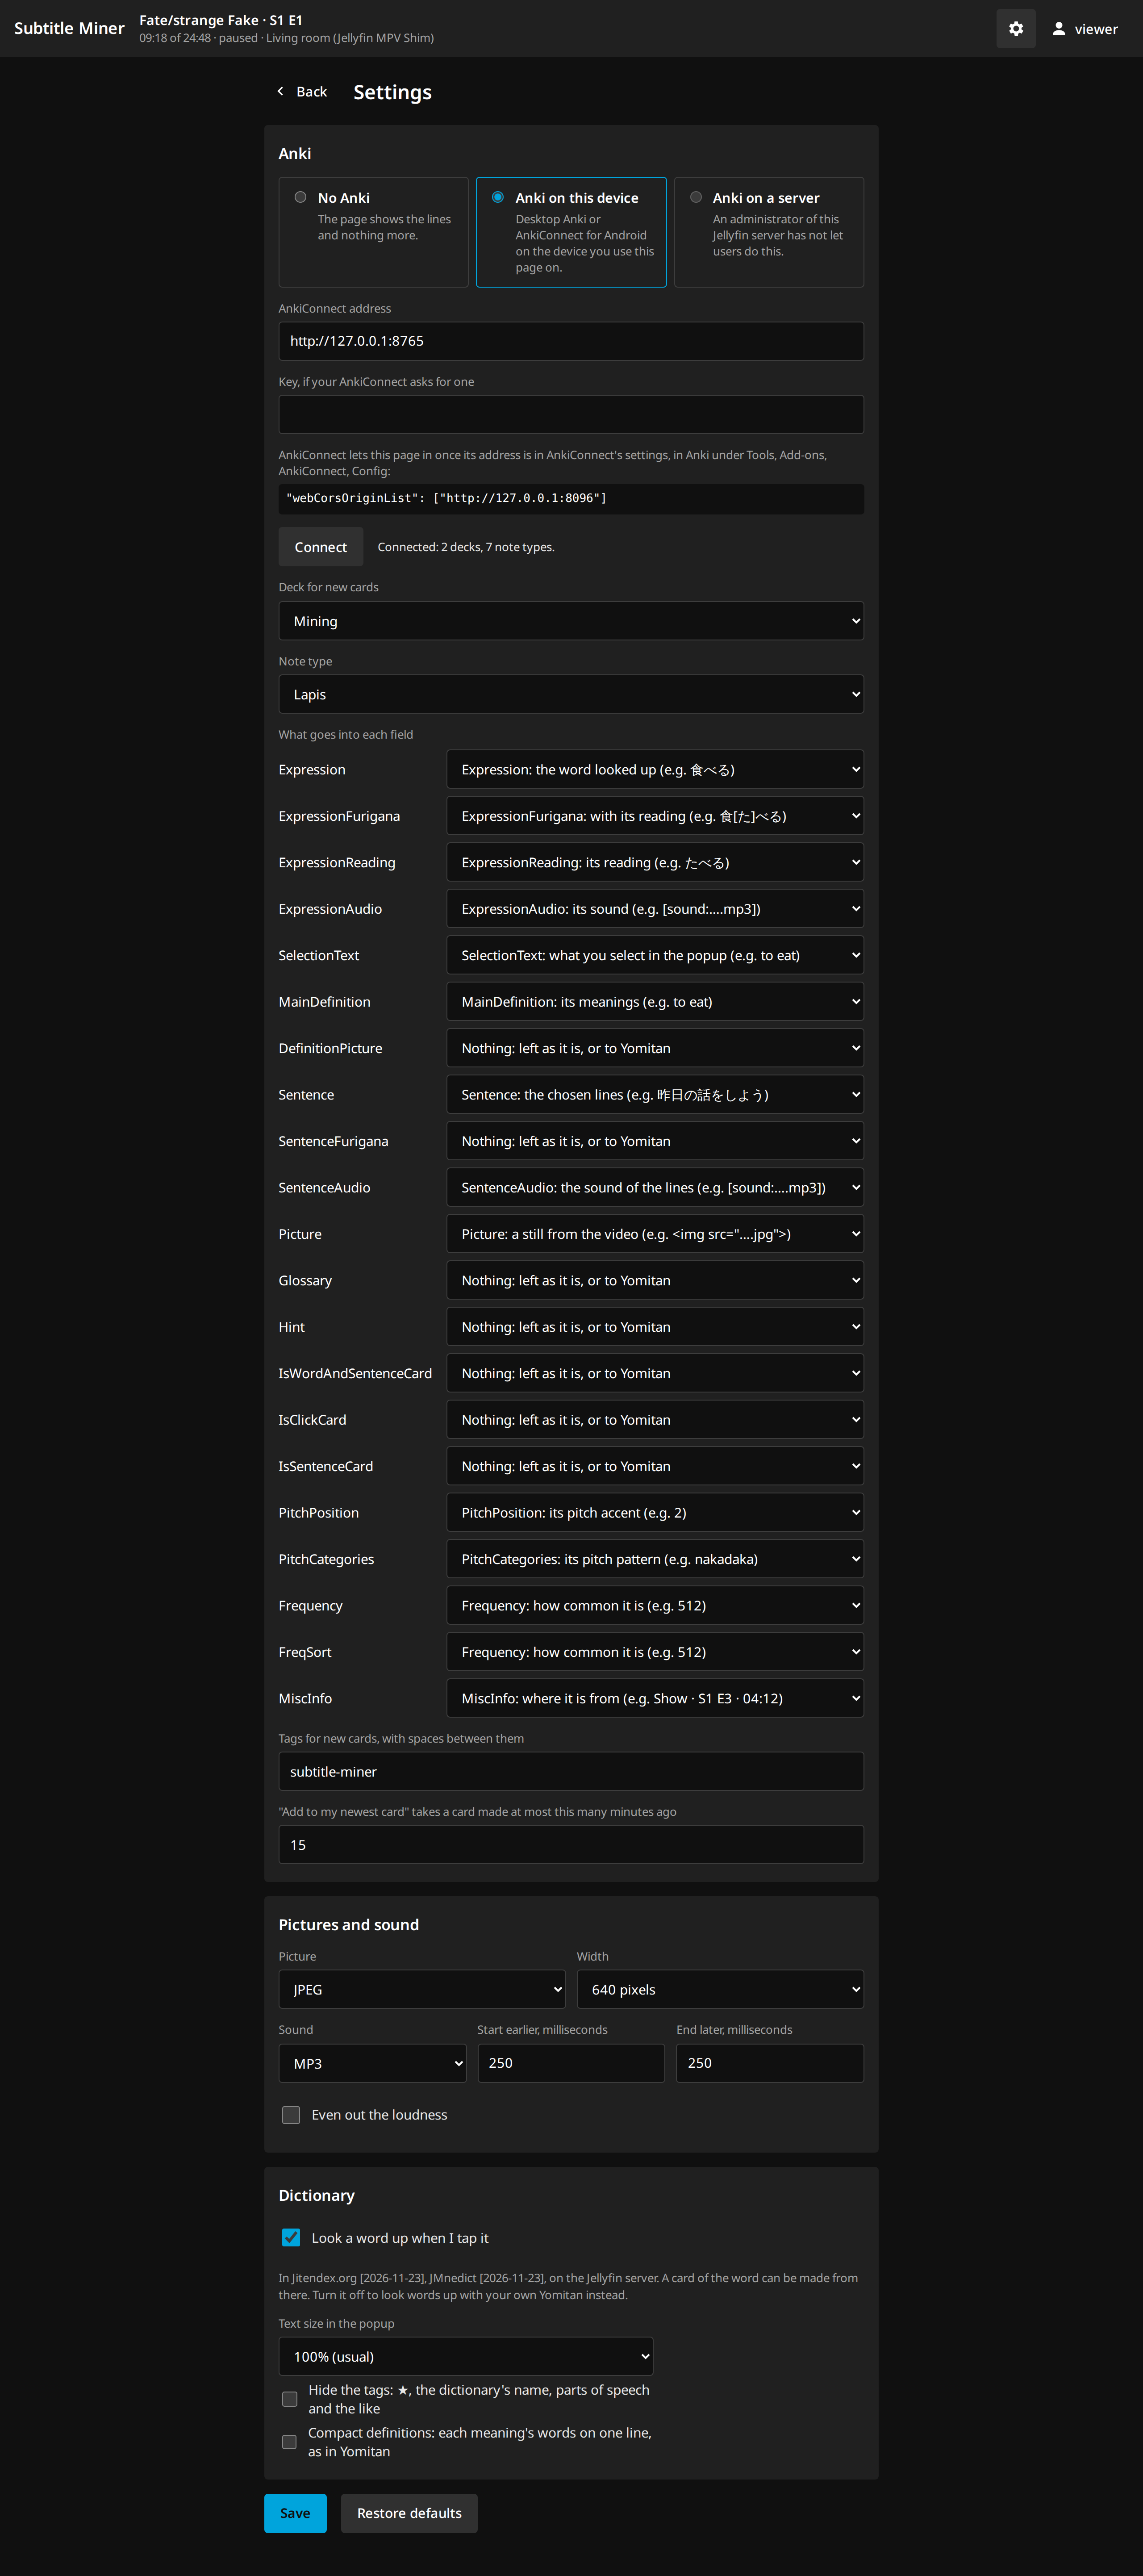 Subtitle Miner
Fate/strange Fake · S1 E1
09:18 of 24:48 · paused · Living room (Jellyfin MPV Shim)
viewer
Back
Settings
Anki
No Anki
The page shows the lines
and nothing more.
Anki on this device
Desktop Anki or
AnkiConnect for Android
on the device you use this
page on.
Anki on a server
An administrator of this
Jellyfin server has not let
users do this.
AnkiConnect address
http://127.0.0.1:8765
Key, if your AnkiConnect asks for one
AnkiConnect lets this page in once its address is in AnkiConnect's settings, in Anki under Tools, Add-ons,
AnkiConnect, Config:
"webCorsOriginList": ["http://127.0.0.1:8096"]
Connect
Connected: 2 decks, 7 note types.
Deck for new cards
Mining
Note type
Lapis
What goes into each field
Expression
Expression: the word looked up (e.g. 食べる)
ExpressionFurigana
ExpressionFurigana: with its reading (e.g. 食[た]べる)
ExpressionReading
ExpressionReading: its reading (e.g. たべる)
ExpressionAudio
ExpressionAudio: its sound (e.g. [sound:....mp3])
SelectionText
SelectionText: what you select in the popup (e.g. to eat)
MainDefinition
MainDefinition: its meanings (e.g. to eat)
DefinitionPicture
Nothing: left as it is, or to Yomitan
Sentence
Sentence: the chosen lines (e.g. 昨日の話をしよう)
SentenceFurigana
Nothing: left as it is, or to Yomitan
SentenceAudio
SentenceAudio: the sound of the lines (e.g. [sound:....mp3])
Picture
Picture: a still from the video (e.g. <img src="....jpg">)
Glossary
Nothing: left as it is, or to Yomitan
Hint
Nothing: left as it is, or to Yomitan
IsWordAndSentenceCard
Nothing: left as it is, or to Yomitan
IsClickCard
Nothing: left as it is, or to Yomitan
IsSentenceCard
Nothing: left as it is, or to Yomitan
PitchPosition
PitchPosition: its pitch accent (e.g. 2)
PitchCategories
PitchCategories: its pitch pattern (e.g. nakadaka)
Frequency
Frequency: how common it is (e.g. 512)
FreqSort
Frequency: how common it is (e.g. 512)
MiscInfo
MiscInfo: where it is from (e.g. Show · S1 E3 · 04:12)
Tags for new cards, with spaces between them
subtitle-miner
"Add to my newest card" takes a card made at most this many minutes ago
15
Pictures and sound
Picture
Width
JPEG
640 pixels
Sound
Start earlier, milliseconds
End later, milliseconds
MP3
250
250
Even out the loudness
Dictionary
Look a word up when I tap it
In Jitendex.org [2026-11-23], JMnedict [2026-11-23], on the Jellyfin server. A card of the word can be made from
there. Turn it off to look words up with your own Yomitan instead.
Text size in the popup
100% (usual)
Hide the tags: ★, the dictionary's name, parts of speech
and the like
Compact definitions: each meaning's words on one line,
as in Yomitan
Save
Restore defaults